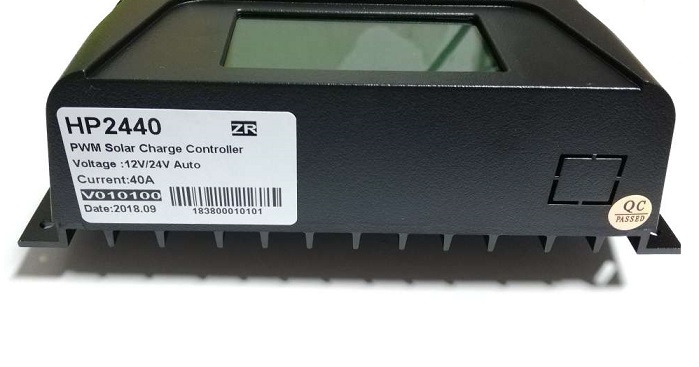 HP2440 ZR
PWM Solar Charge Controller
Voltage :12V/24V Auto
Current:40A
V010100
Date:2018.09
183800010101
QC
PASSED